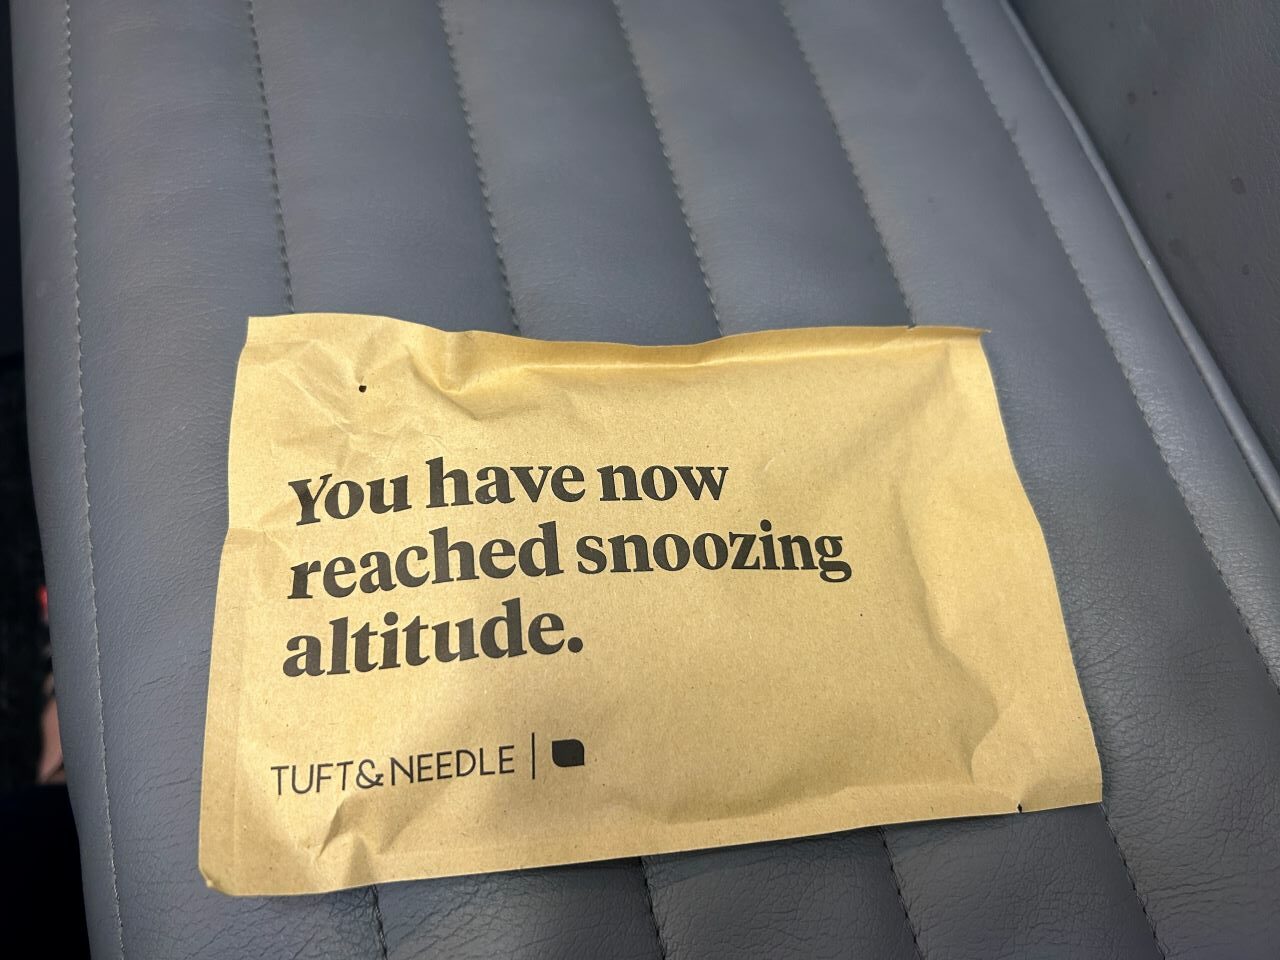 You have now
reached snoozing
altitude.
TUFT&NEEDLE